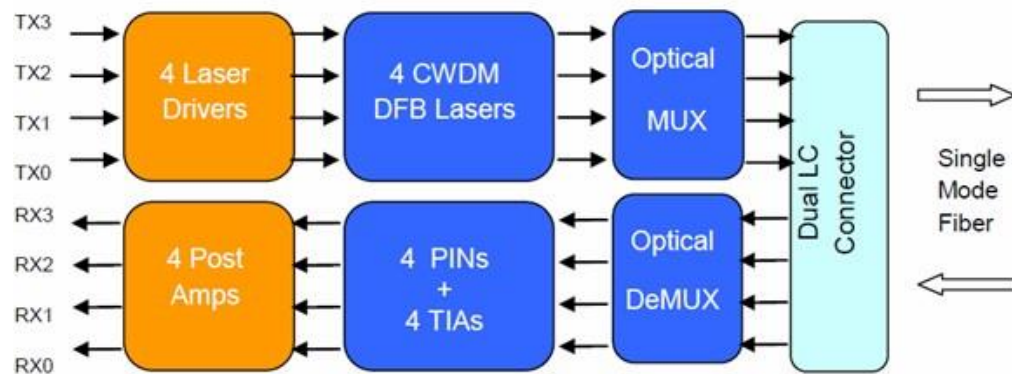 TX3
TX2
TX1
TX0
4 Laser
Drivers
4 CWDM
DFB Lasers
Optical
MUX
RX3
RX2
RX1
RX0
4 Post
Amps
4 PINs
+
4 TIAs
Optical
DeMUX
Dual LC
Connector
Single
Mode
Fiber